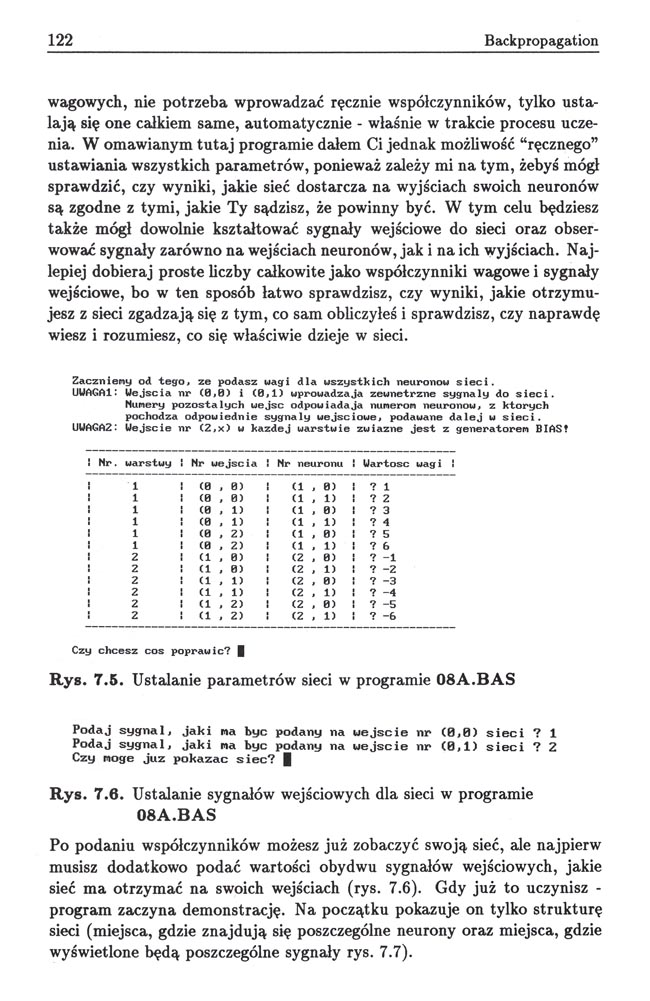 122 Backpropagation
wagowych, nie potrzeba wprowadzać ręcznie współczynników, tylko usta-
lają się one całkiem same, automatycznie - właśnie w trakcie procesu ucze-
nia. W omawianym tutaj programie dałem Ci jednak możliwość “ręcznego”
ustawiania wszystkich parametrów, ponieważ zależy mi na tym, żebyś mógł
sprawdzić, czy wyniki, jakie sieć dostarcza na wyjściach swoich neuronów
są zgodne z tymi, jakie Ty sądzisz, że powinny być. W tym celu będziesz
także mógł dowolnie kształtować sygnały wejściowe do sieci oraz obser-
wować sygnały zarówno na wejściach neuronów, jak i na ich wyjściach. Naj-
lepiej dobieraj proste liczby całkowite jako współczynniki wagowe i sygnały
wejściowe, bo w ten sposób łatwo sprawdzisz, czy wyniki, jakie otrzymu-
jesz z sieci zgadzają się z tym, co sam obliczyłeś i sprawdzisz, czy naprawdę
wiesz i rozumiesz, co się właściwie dzieje w sieci.
Zaczniemy od tego, ze podasz wagi dla wszystkich neuronow sieci.
UWAGA1: Wejscia nr (0,0) i (0,1) wprowadzaja zewnetrzne sygnaly do sieci.
Numery pozostalych wejsc odpowiadaja numerom neuronow, z ktorych
pochodza odpowiednie sygnaly wejsciowe, podawane dalej w sieci.
UWAGA2: Wejscie nr (2,x) w kazdej warstwie zwiazne jest z generatorem BIAS!
! Nr. warstwy ! Nr wejscia ! Nr neuronu ! Wartosc wagi !
! 1 ! (0 , 0) ! (1 , 0) ! ? 1
! 1 ! (0 , 0) ! (1 , 1) ! ? 2
! 1 ! (0 , 1) ! (1 , 0) ! ? 3
! 1 ! (0 , 1) ! (1 , 1) ! ? 4
! 1 ! (0 , 2) ! (1 , 0) ! ? 5
! 1 ! (0 , 2) ! (1 , 1) ! ? 6
! 2 ! (1 , 0) ! (2 , 0) ! ? -1
! 2 ! (1 , 0) ! (2 , 1) ! ? -2
! 2 ! (1 , 1) ! (2 , 0) ! ? -3
! 2 ! (1 , 1) ! (2 , 1) ! ? -4
! 2 ! (1 , 2) ! (2 , 0) ! ? -5
! 2 ! (1 , 2) ! (2 , 1) ! ? -6
Czy chcesz cos poprawic?
Rys. 7.5. Ustalanie parametrów sieci w programie 08A.BAS
Podaj sygnal, jaki ma byc podany na wejscie nr (0,0) sieci ? 1
Podaj sygnal, jaki ma byc podany na wejscie nr (0,1) sieci ? 2
Czy moge juz pokazac siec?
Rys. 7.6. Ustalanie sygnałów wejściowych dla sieci w programie
08A.BAS
Po podaniu współczynników możesz już zobaczyć swoją sieć, ale najpierw
musisz dodatkowo podać wartości obydwu sygnałów wejściowych, jakie
sieć ma otrzymać na swoich wejściach (rys. 7.6). Gdy już to uczynisz -
program zaczyna demonstrację. Na początku pokazuje on tylko strukturę
sieci (miejsca, gdzie znajdują się poszczególne neurony oraz miejsca, gdzie
wyświetlone będą poszczególne sygnały rys. 7.7).